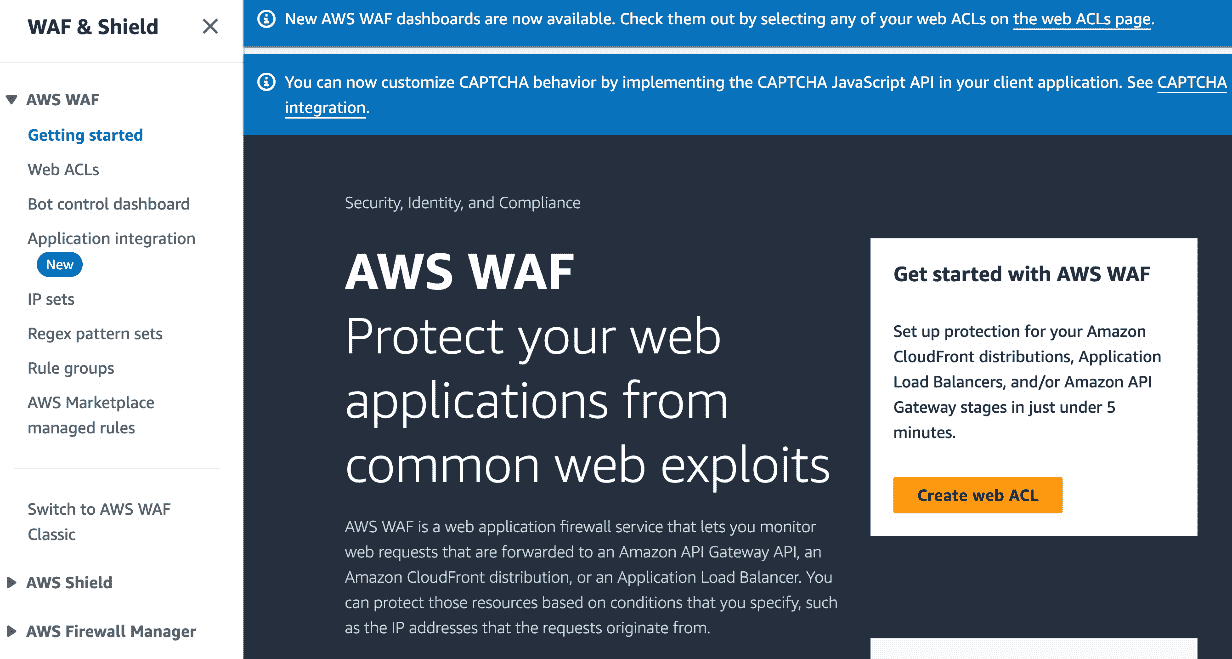 WAF & Shield
AWS WAF
Getting started
Web ACLs
Bot control dashboard
Application integration
New
IP sets
Regex pattern sets
Rule groups
AWS Marketplace
managed rules
Switch to AWS WAF
Classic
AWS Shield
AWS Firewall Manager
New AWS WAF dashboards are now available. Check them out by selecting any of your web ACLs on the web ACLs page.
You can now customize CAPTCHA behavior by implementing the CAPTCHA JavaScript API in your client application. See CAPTCHA
integration.
Security, Identity, and Compliance
AWS WAF
Protect your web
applications from
common web exploits
AWS WAF is a web application firewall service that lets you monitor
web requests that are forwarded to an Amazon API Gateway API, an
Amazon CloudFront distribution, or an Application Load Balancer. You
can protect those resources based on conditions that you specify, such
as the IP addresses that the requests originate from.
Get started with AWS WAF
Set up protection for your Amazon
CloudFront distributions, Application
Load Balancers, and/or Amazon API
Gateway stages in just under 5
minutes.
Create web ACL